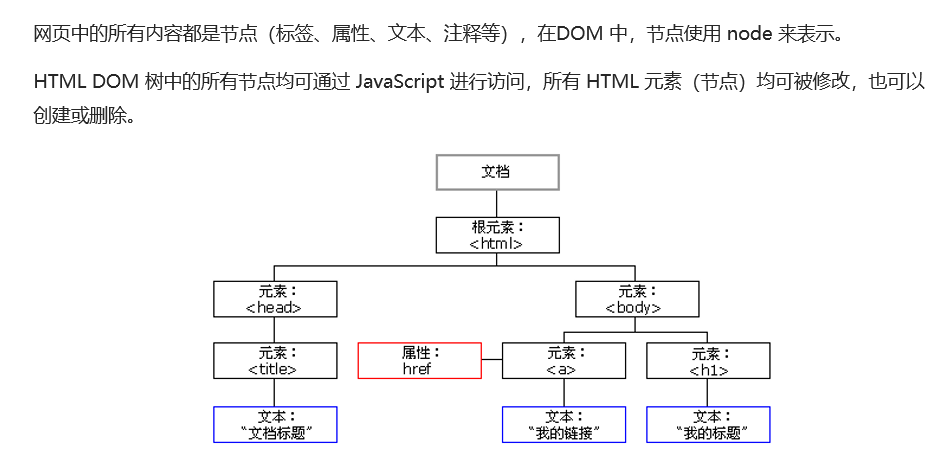 网页中的所有内容都是节点（标签、属性、文本、注释等），在DOM 中，节点使用 node 来表示。
HTML DOM 树中的所有节点均可通过 JavaScript 进行访问，所有 HTML 元素（节点）均可被修改，也可以
创建或删除。
文档
根元素：
<html>
元素：
<head>
元素：
<body>
元素：
<title>
属性：
href
元素：
<a>
元素：
<h1>
文本：
“文档标题”
文本：
“我的链接”
文本：
“我的标题”